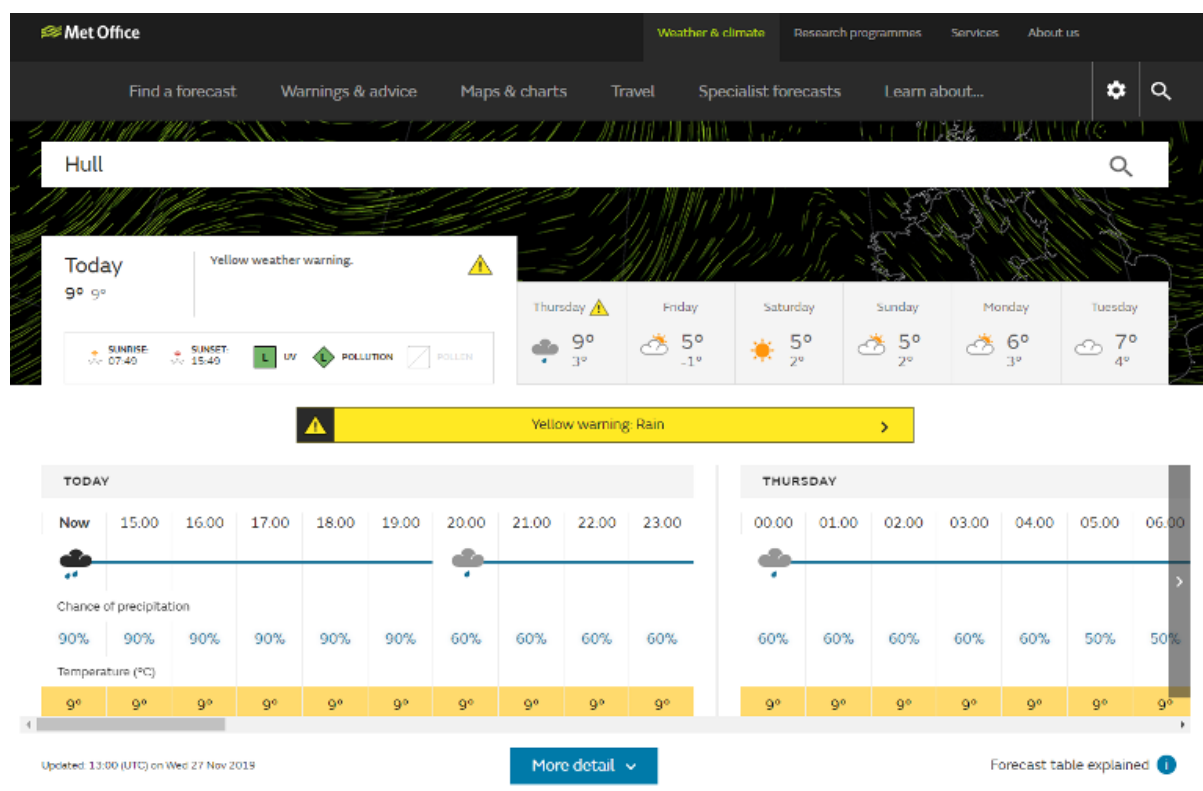 Met Office
Weather & climate Research programmes Services About us
Find a forecast Warnings & advice Maps & charts Travel Specialist forecasts Learn about...
Hull
Today Yellow weather warning.
9° 9°
Thursday Friday Saturday Sunday Monday Tuesday
9° 5° 5° 5° 6° 7°
3° -1° 2° 2° 3° 4°
SUNRISE: 07:49 SUNSET: 15:49 L UV L POLLUTION POLLEN
Yellow warning: Rain
TODAY THURSDAY
Now 15.00 16.00 17.00 18.00 19.00 20.00 21.00 22.00 23.00 00.00 01.00 02.00 03.00 04.00 05.00 06.00
Chance of precipitation
90% 90% 90% 90% 90% 90% 60% 60% 60% 60% 60% 60% 60% 60% 60% 50% 50%
Temperature (°C)
9° 9° 9° 9° 9° 9° 9° 9° 9° 9° 9° 9° 9° 9° 9° 9° 9°
Updated: 13:00 (UTC) on Wed 27 Nov 2019 More detail Forecast table explained i